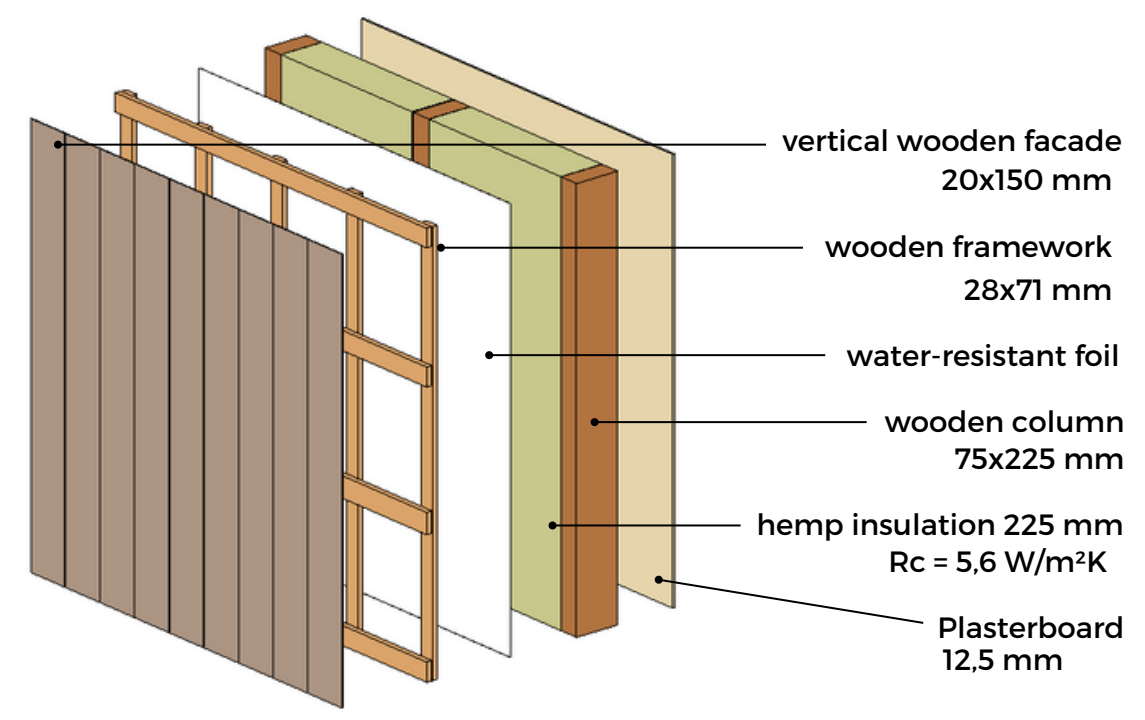 vertical wooden facade
20x150 mm
wooden framework
28x71 mm
water-resistant foil
wooden column
75x225 mm
hemp insulation 225 mm
Rc = 5,6 W/m²K
Plasterboard
12,5 mm